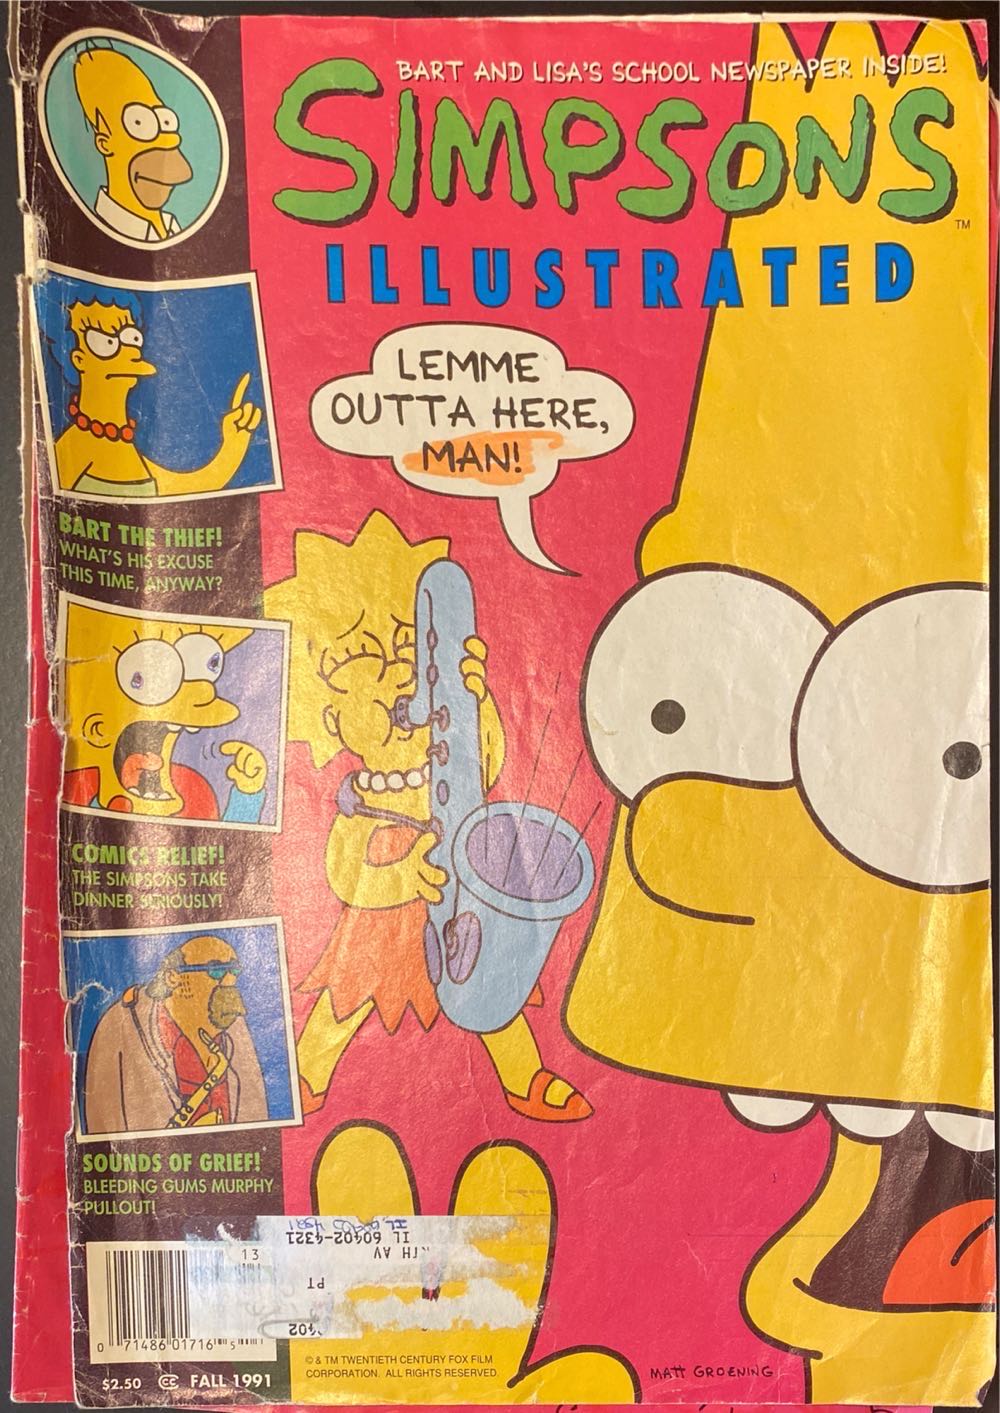 BART AND LISA'S SCHOOL NEWSPAPER INSIDE!
SIMPSONS
TM
ILLUSTRATED
LEMME
OUTTA HERE,
MAN!
BART THE THIEF!
WHAT'S HIS EXCUSE
THIS TIME, ANYWAY?
COMICS RELIEF!
THE SIMPSONS TAKE
DINNER SERIOUSLY!
SOUNDS OF GRIEF!
BLEEDING GUMS MURPHY
PULLOUT!
IL 60402-4321
AV
PT
13
0 71486 01716 5
$2.50 CC FALL 1991
© & TM TWENTIETH CENTURY FOX FILM
CORPORATION. ALL RIGHTS RESERVED.
MATT GROENING